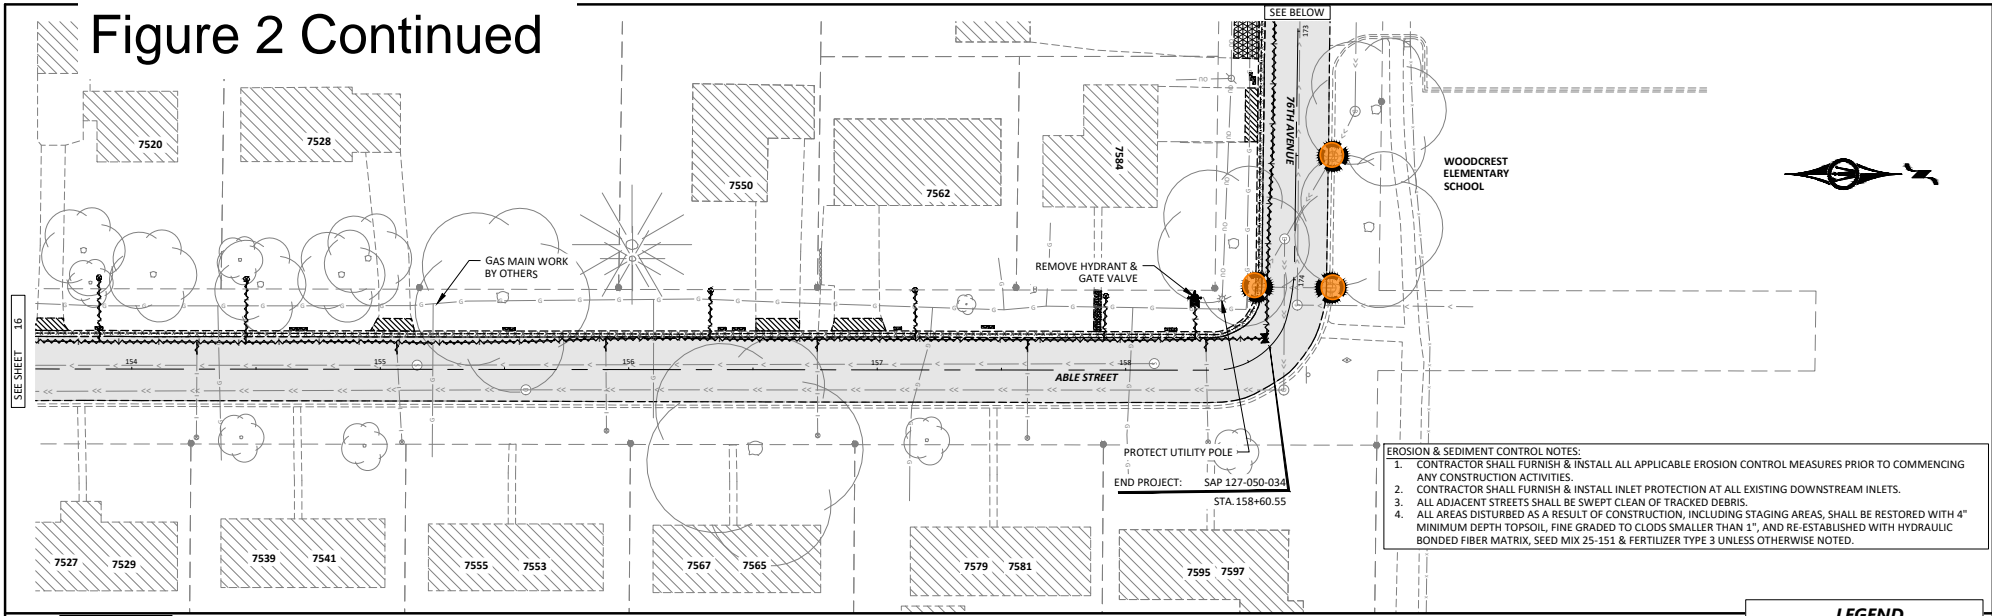 Figure 2 Continued
SEE BELOW
173
76TH AVENUE
7520
7528
7550
7562
7584
WOODCREST
ELEMENTARY
SCHOOL
GAS MAIN WORK
BY OTHERS
REMOVE HYDRANT &
GATE VALVE
174
SEE SHEET 16
154
155
156
157
158
ABLE STREET
PROTECT UTILITY POLE
END PROJECT: SAP 127-050-034
STA.158+60.55
EROSION & SEDIMENT CONTROL NOTES:
1. CONTRACTOR SHALL FURNISH & INSTALL ALL APPLICABLE EROSION CONTROL MEASURES PRIOR TO COMMENCING
ANY CONSTRUCTION ACTIVITIES.
2. CONTRACTOR SHALL FURNISH & INSTALL INLET PROTECTION AT ALL EXISTING DOWNSTREAM INLETS.
3. ALL ADJACENT STREETS SHALL BE SWEPT CLEAN OF TRACKED DEBRIS.
4. ALL AREAS DISTURBED AS A RESULT OF CONSTRUCTION, INCLUDING STAGING AREAS, SHALL BE RESTORED WITH 4"
MINIMUM DEPTH TOPSOIL, FINE GRADED TO CLODS SMALLER THAN 1", AND RE-ESTABLISHED WITH HYDRAULIC
BONDED FIBER MATRIX, SEED MIX 25-151 & FERTILIZER TYPE 3 UNLESS OTHERWISE NOTED.
7527 7529
7539 7541
7555 7553
7567 7565
7579 7581
7595 7597
LEGEND